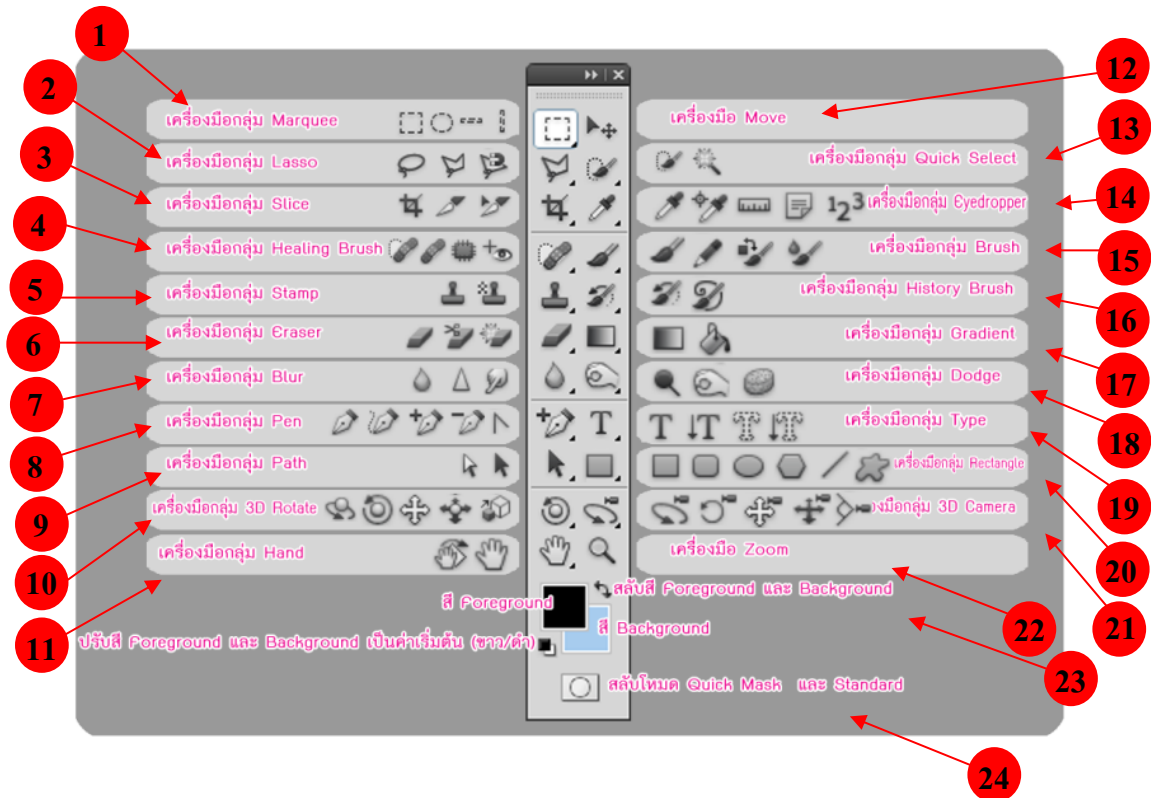 1
2
3
4
5
6
7
8
9
10
11
เครื่องมือกลุ่ม Marquee
เครื่องมือกลุ่ม Lasso
เครื่องมือกลุ่ม Slice
เครื่องมือกลุ่ม Healing Brush
เครื่องมือกลุ่ม Stamp
เครื่องมือกลุ่ม Eraser
เครื่องมือกลุ่ม Blur
เครื่องมือกลุ่ม Pen
เครื่องมือกลุ่ม Path
เครื่องมือกลุ่ม 3D Rotate
เครื่องมือกลุ่ม Hand
เครื่องมือ Move
เครื่องมือกลุ่ม Quick Select
เครื่องมือกลุ่ม Eyedropper
เครื่องมือกลุ่ม Brush
เครื่องมือกลุ่ม History Brush
เครื่องมือกลุ่ม Gradient
เครื่องมือกลุ่ม Dodge
เครื่องมือกลุ่ม Type
เครื่องมือกลุ่ม Rectangle
องมือกลุ่ม 3D Camera
เครื่องมือ Zoom
12
13
14
15
16
17
18
19
20
21
22
23
24
สลับสี Foreground และ Background
สี Foreground
สี Background
ปรับสี Foreground และ Background เป็นค่าเริ่มต้น (ขาว/ดำ)
สลับโหมด Quick Mask และ Standard